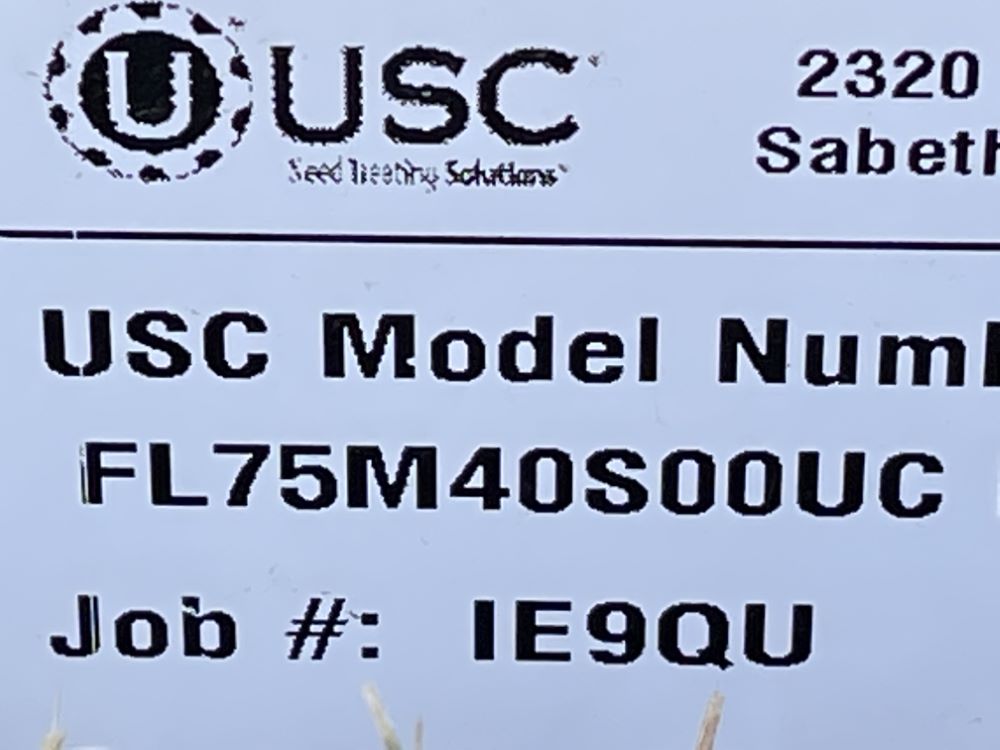 U USC
2320
Seed Treating Solutions
Sabeth
USC Model Numb
FL75M40S00UC
Job #: IE9QU